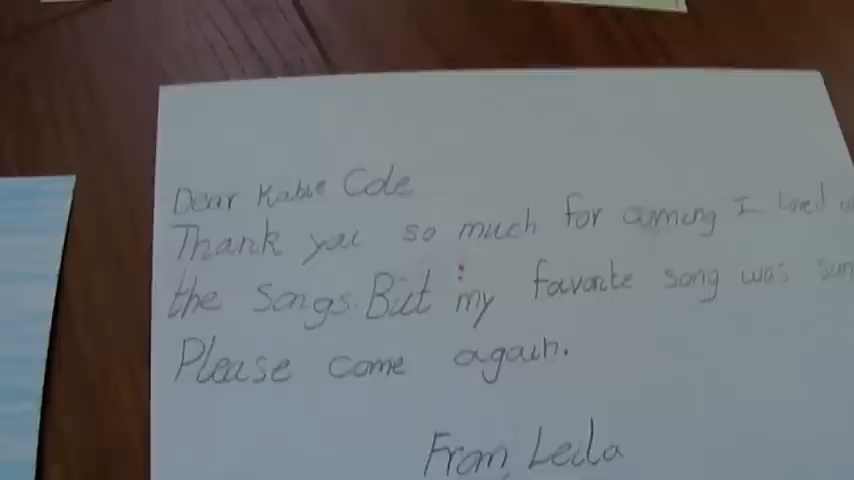 Dear Katie Cole
Thank you so much for coming I loved
the songs. But my favorite song was
Please come again.
From, Leila